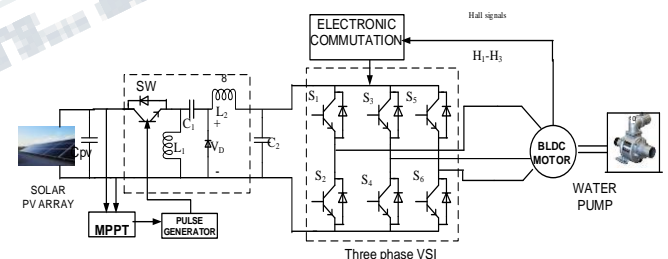 ELECTRONIC
COMMUTATION
Hall signals
H1-H3
SW
8
S1
S3
S5
C1
L2
+
Cpv
L1
VD
C2
-
BLDC
MOTOR
S2
S4
S6
SOLAR
PV ARRAY
WATER
PUMP
MPPT
PULSE
GENERATOR
Three phase VSI